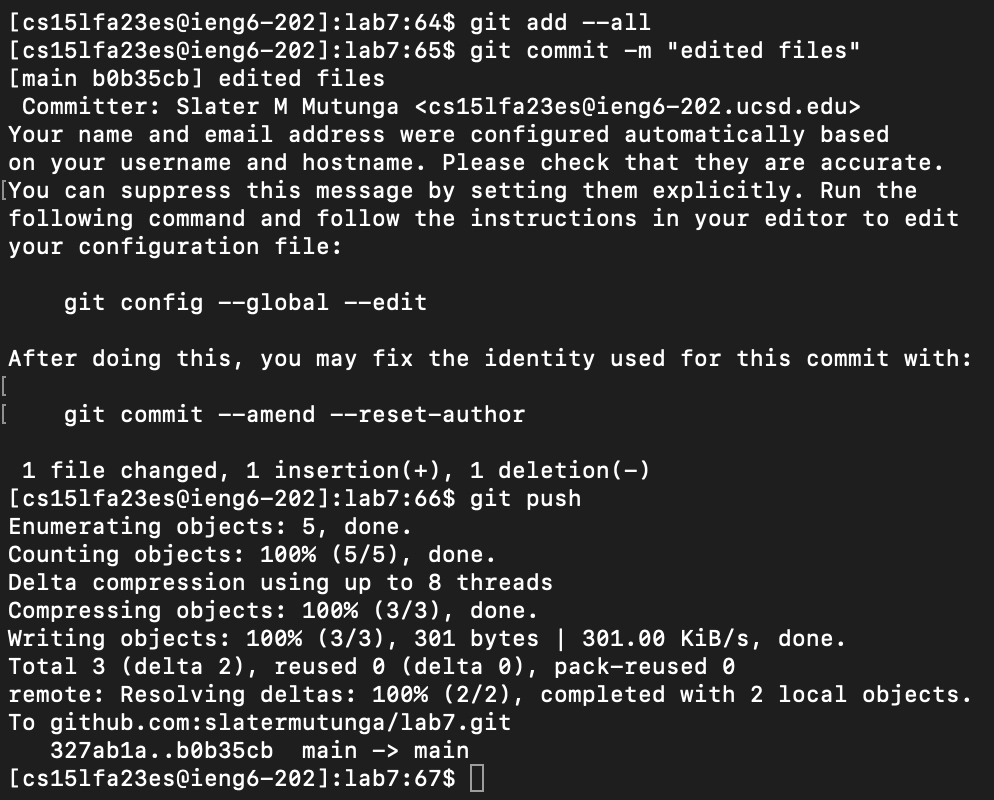 [cs15lfa23es@ieng6-202]:lab7:64$ git add --all
[cs15lfa23es@ieng6-202]:lab7:65$ git commit -m "edited files"
[main b0b35cb] edited files
 Committer: Slater M Mutunga <cs15lfa23es@ieng6-202.ucsd.edu>
Your name and email address were configured automatically based
on your username and hostname. Please check that they are accurate.
[You can suppress this message by setting them explicitly. Run the
following command and follow the instructions in your editor to edit
your configuration file:

    git config --global --edit

After doing this, you may fix the identity used for this commit with:
[
[    git commit --amend --reset-author

 1 file changed, 1 insertion(+), 1 deletion(-)
[cs15lfa23es@ieng6-202]:lab7:66$ git push
Enumerating objects: 5, done.
Counting objects: 100% (5/5), done.
Delta compression using up to 8 threads
Compressing objects: 100% (3/3), done.
Writing objects: 100% (3/3), 301 bytes | 301.00 KiB/s, done.
Total 3 (delta 2), reused 0 (delta 0), pack-reused 0
remote: Resolving deltas: 100% (2/2), completed with 2 local objects.
To github.com:slatermutunga/lab7.git
   327ab1a..b0b35cb  main -> main
[cs15lfa23es@ieng6-202]:lab7:67$